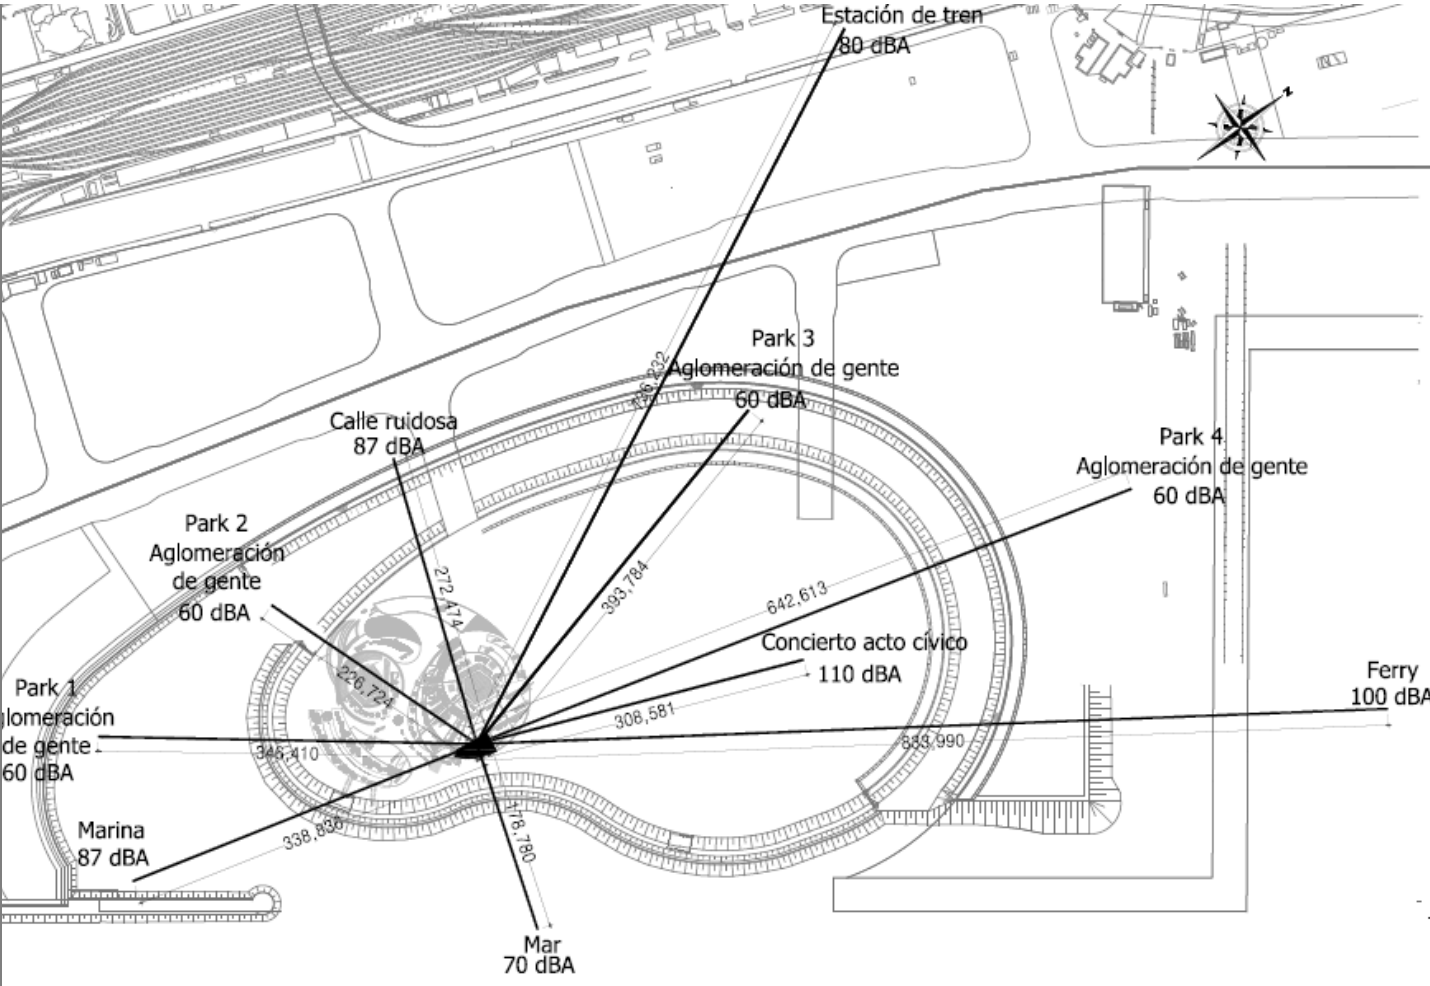 Estación de tren
80 dBA
z
Park 3
Aglomeración de gente
60 dBA
Calle ruidosa
87 dBA
Park 4
Aglomeración de gente
60 dBA
Park 2
Aglomeración
de gente
60 dBA
272,474
393,784
642,613
Concierto acto cívico
110 dBA
226,724
308,581
Ferry
100 dBA
883,990
Park 1
glomeración
de gente
60 dBA
346,410
Marina
87 dBA
338,838
178,780
Mar
70 dBA